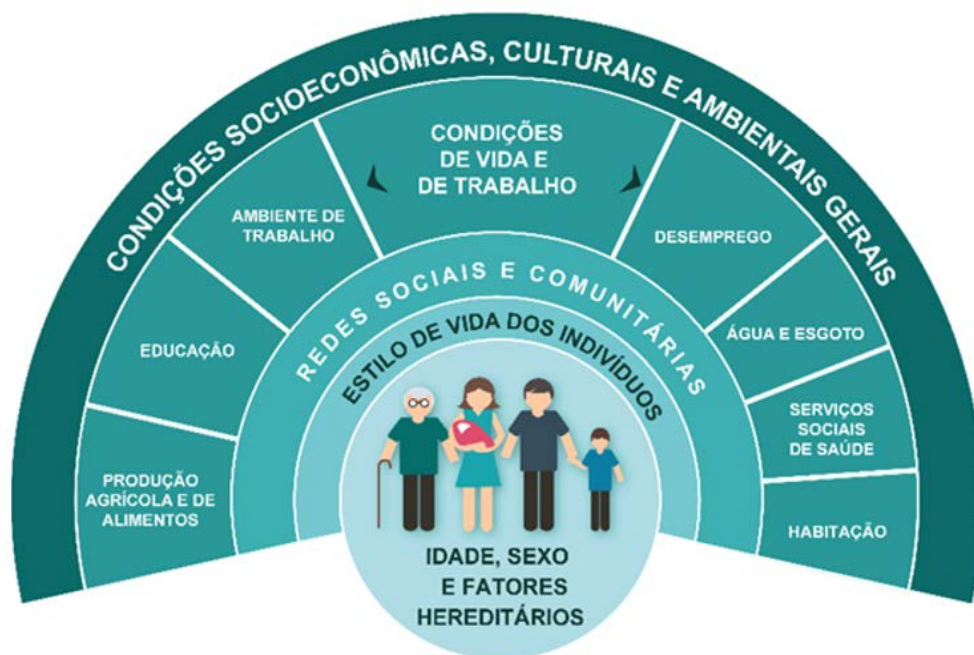 CONDIÇÕES SOCIOECONÔMICAS, CULTURAIS E AMBIENTAIS GERAIS
CONDIÇÕES
DE VIDA E
DE TRABALHO
AMBIENTE DE
TRABALHO
DESEMPREGO
EDUCAÇÃO
ÁGUA E ESGOTO
PRODUÇÃO
AGRÍCOLA E DE
ALIMENTOS
SERVIÇOS
SOCIAIS
DE SAÚDE
HABITAÇÃO
REDES SOCIAIS E COMUNITÁRIAS
ESTILO DE VIDA DOS INDIVÍDUOS
IDADE, SEXO
E FATORES
HEREDITÁRIOS